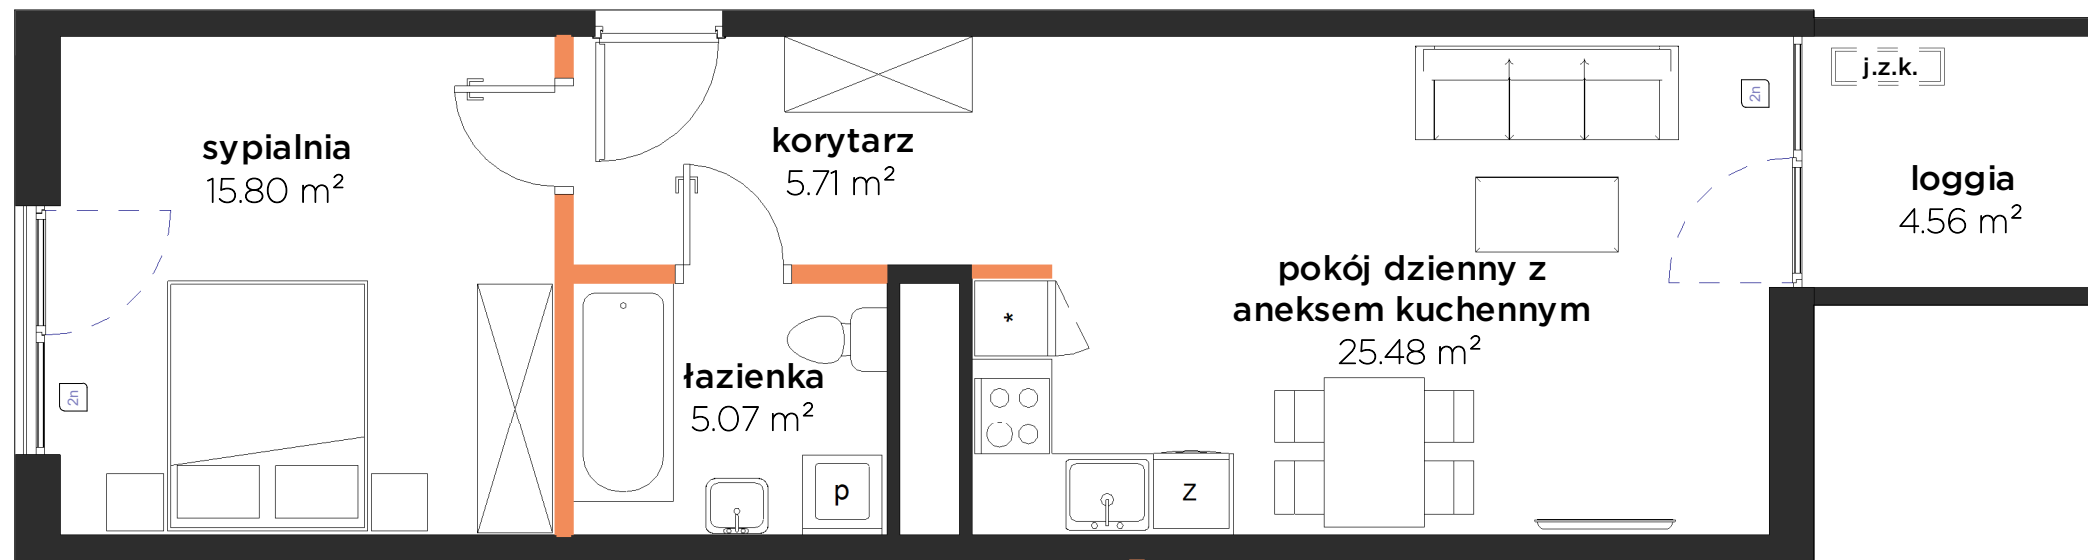 j.z.k.
2n
sypialnia
15.80 m²
korytarz
5.71 m²
loggia
4.56 m²
pokój dzienny z
aneksem kuchennym
25.48 m²
*
łazienka
5.07 m²
2n
p
z